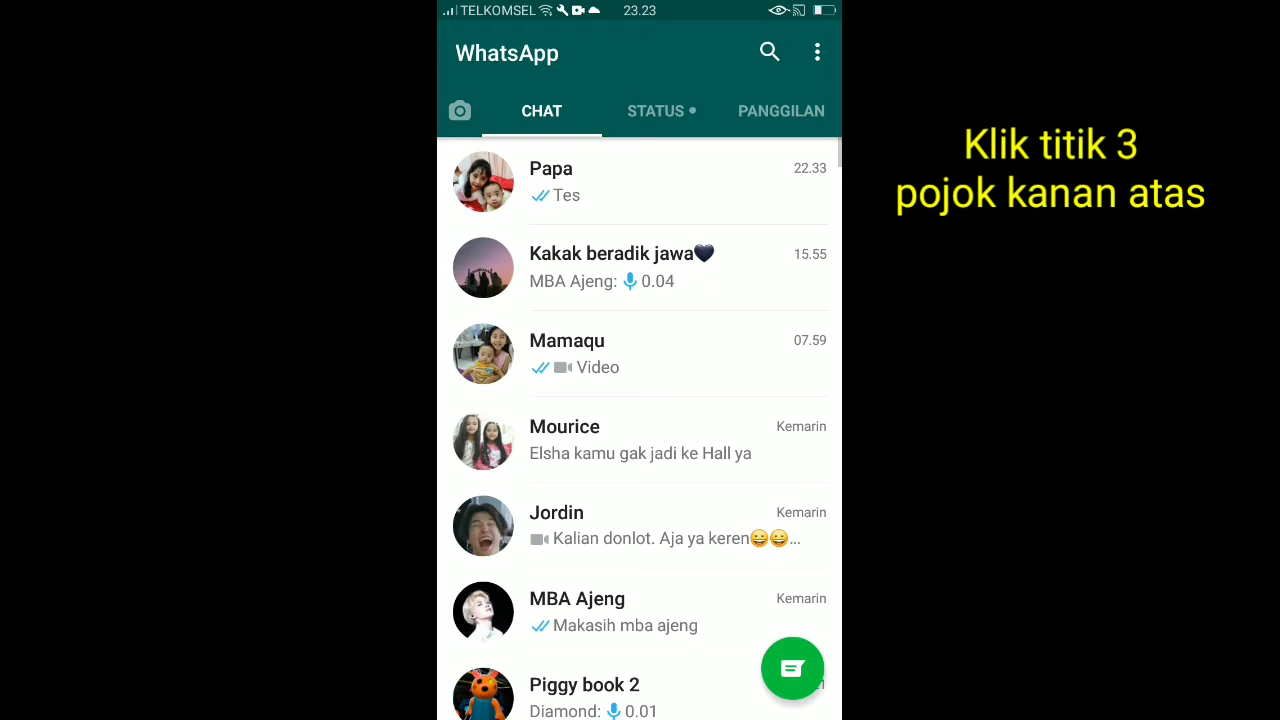 TELKOMSEL 23.23
WhatsApp
CHAT STATUS PANGGILAN
Klik titik 3
pojok kanan atas
Papa 22.33
Tes
Kakak beradik jawa🖤 15.55
MBA Ajeng: 0.04
Mamaqu 07.59
Video
Mourice Kemarin
Elsha kamu gak jadi ke Hall ya
Jordin Kemarin
Kalian donlot. Aja ya keren😀😀...
MBA Ajeng Kemarin
Makasih mba ajeng
Piggy book 2
Diamond: 0.01